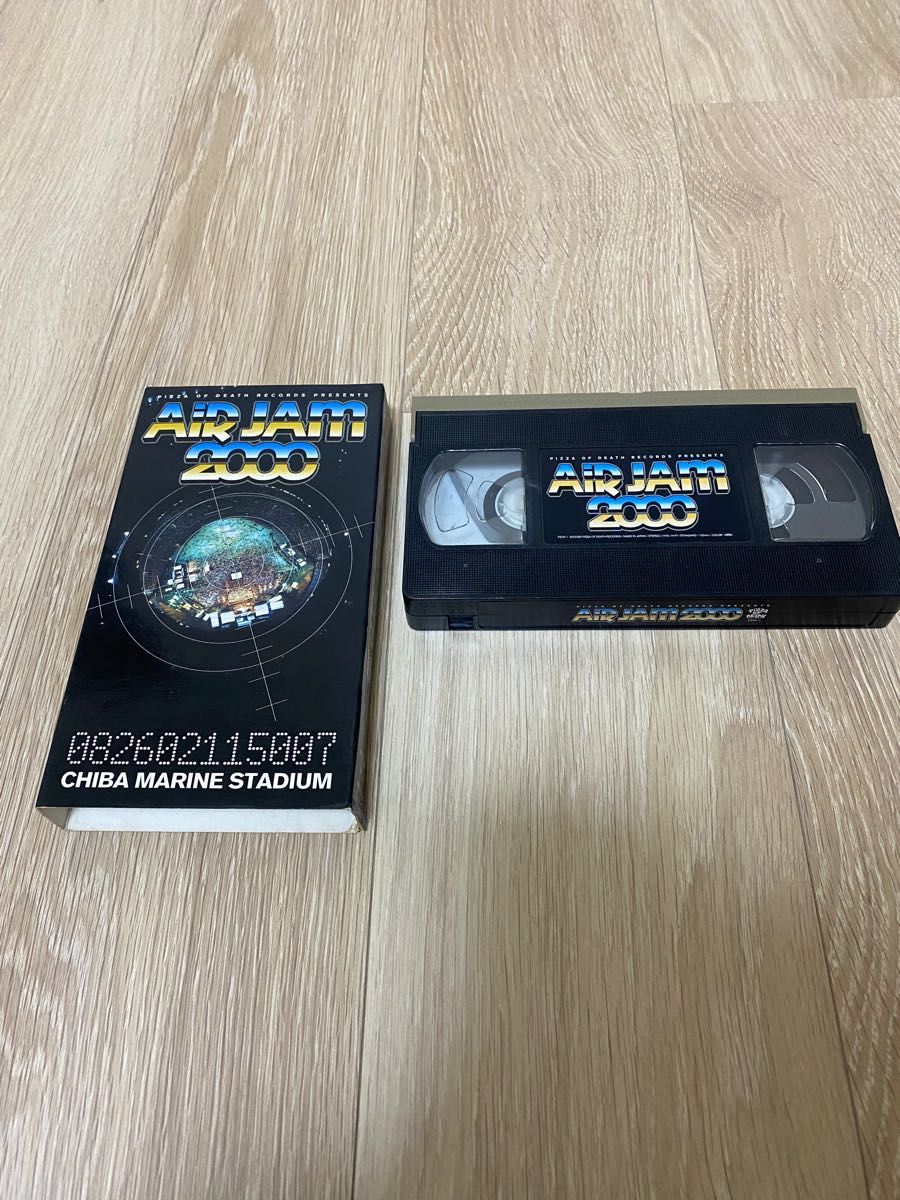 PIZZA OF DEATH RECORDS PRESENTS
AiR JAM
2000
082602115007
CHIBA MARINE STADIUM
PIZZA OF DEATH RECORDS PRESENTS
AiR JAM
2000
AiR JAM 2000